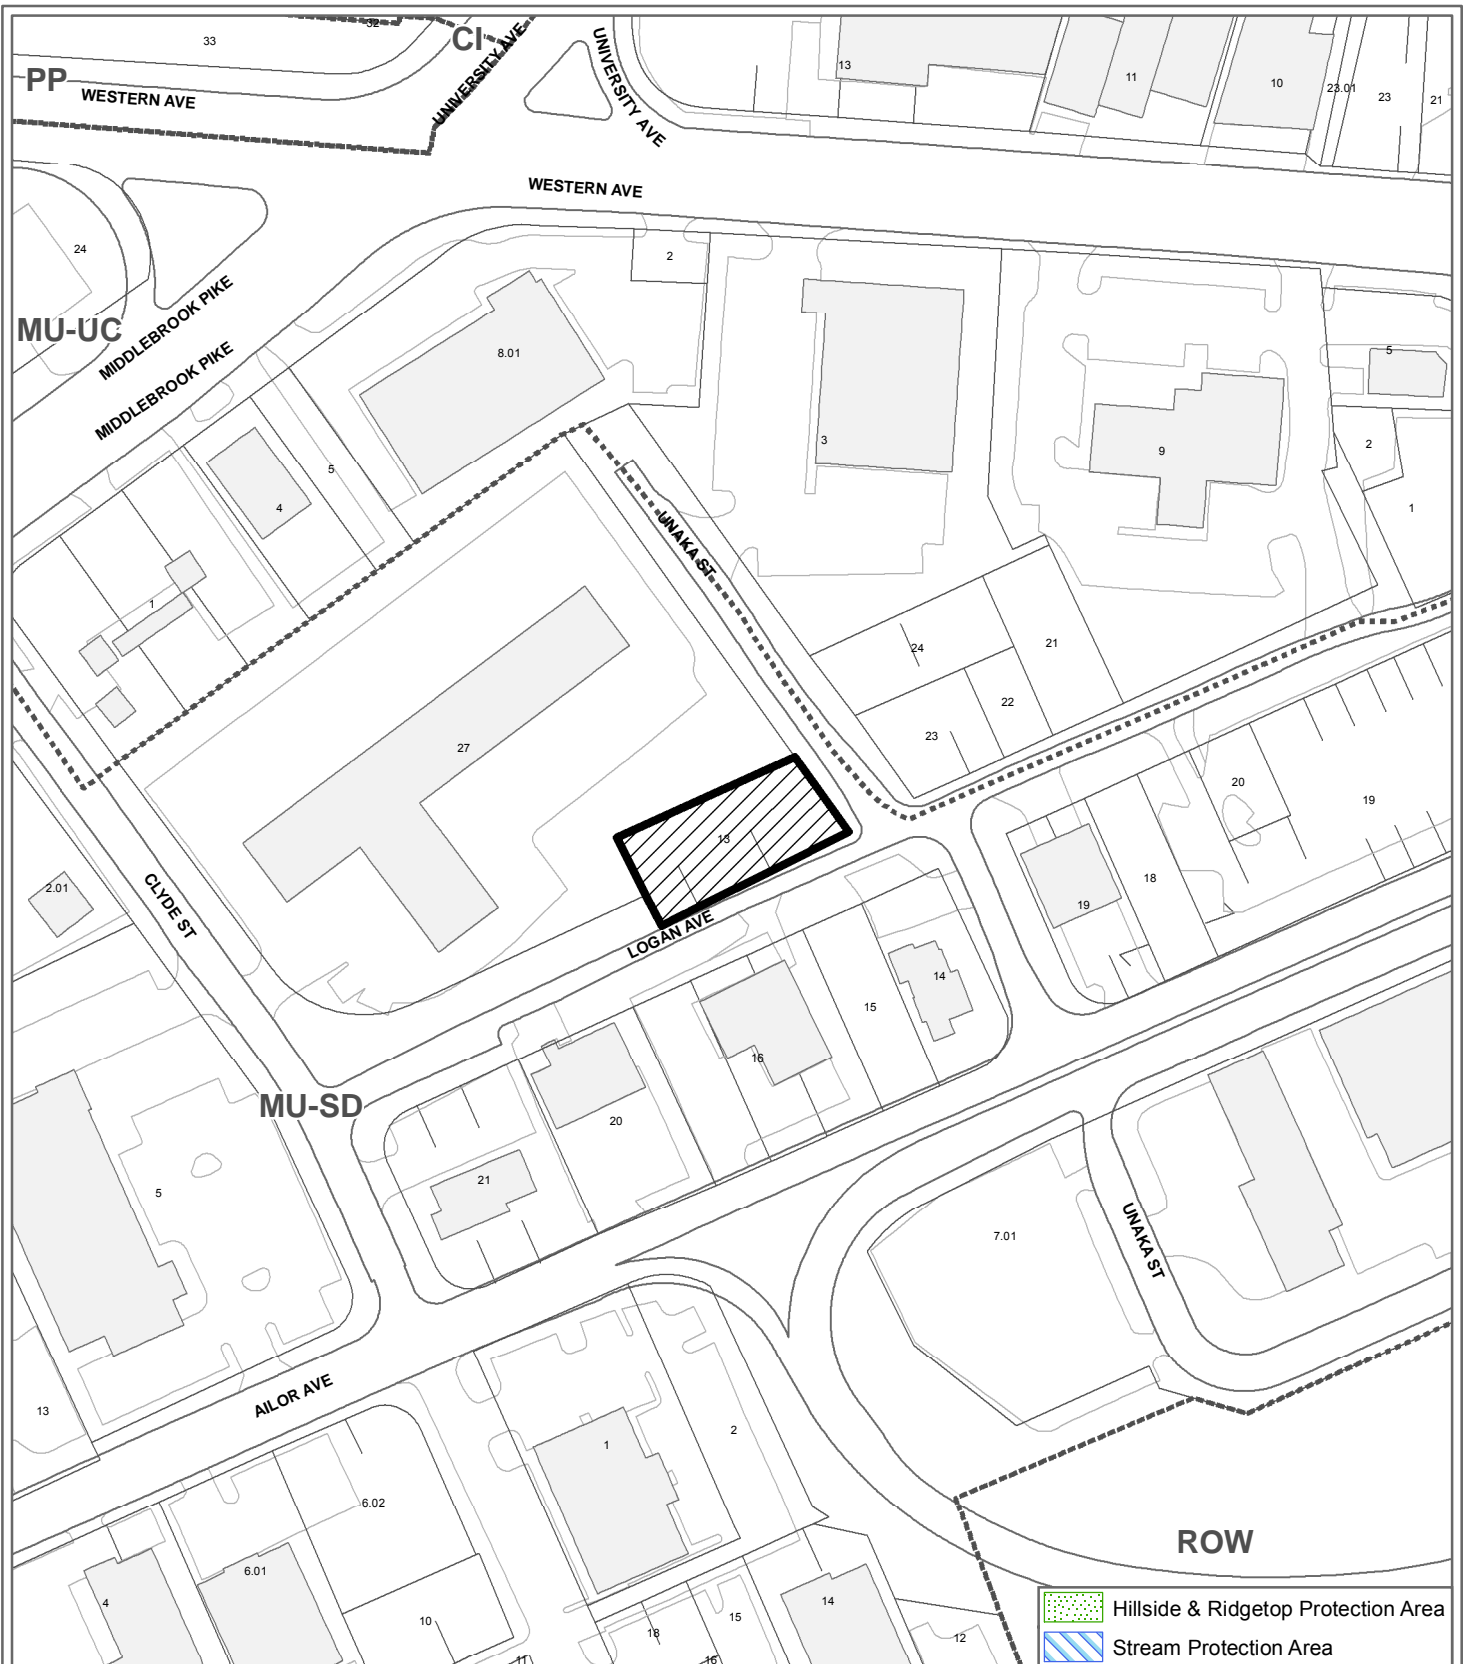 33
32
CI
UNIVERSITY AVE
UNIVERSITY AVE
13
11
10
23.01
23
21
PP
WESTERN AVE
WESTERN AVE
24
2
MU-UC
MIDDLEBROOK PIKE
MIDDLEBROOK PIKE
8.01
5
3
9
2
5
4
1
UNAKA ST
1
24
21
22
23
27
13
20
19
2.01
CLYDE ST
LOGAN AVE
18
19
14
15
16
MU-SD
20
21
5
7.01
UNAKA ST
AILOR AVE
13
1
2
6.02
ROW
6.01
4
10
14
15
18
12
11
16
Hillside & Ridgetop Protection Area
Stream Protection Area